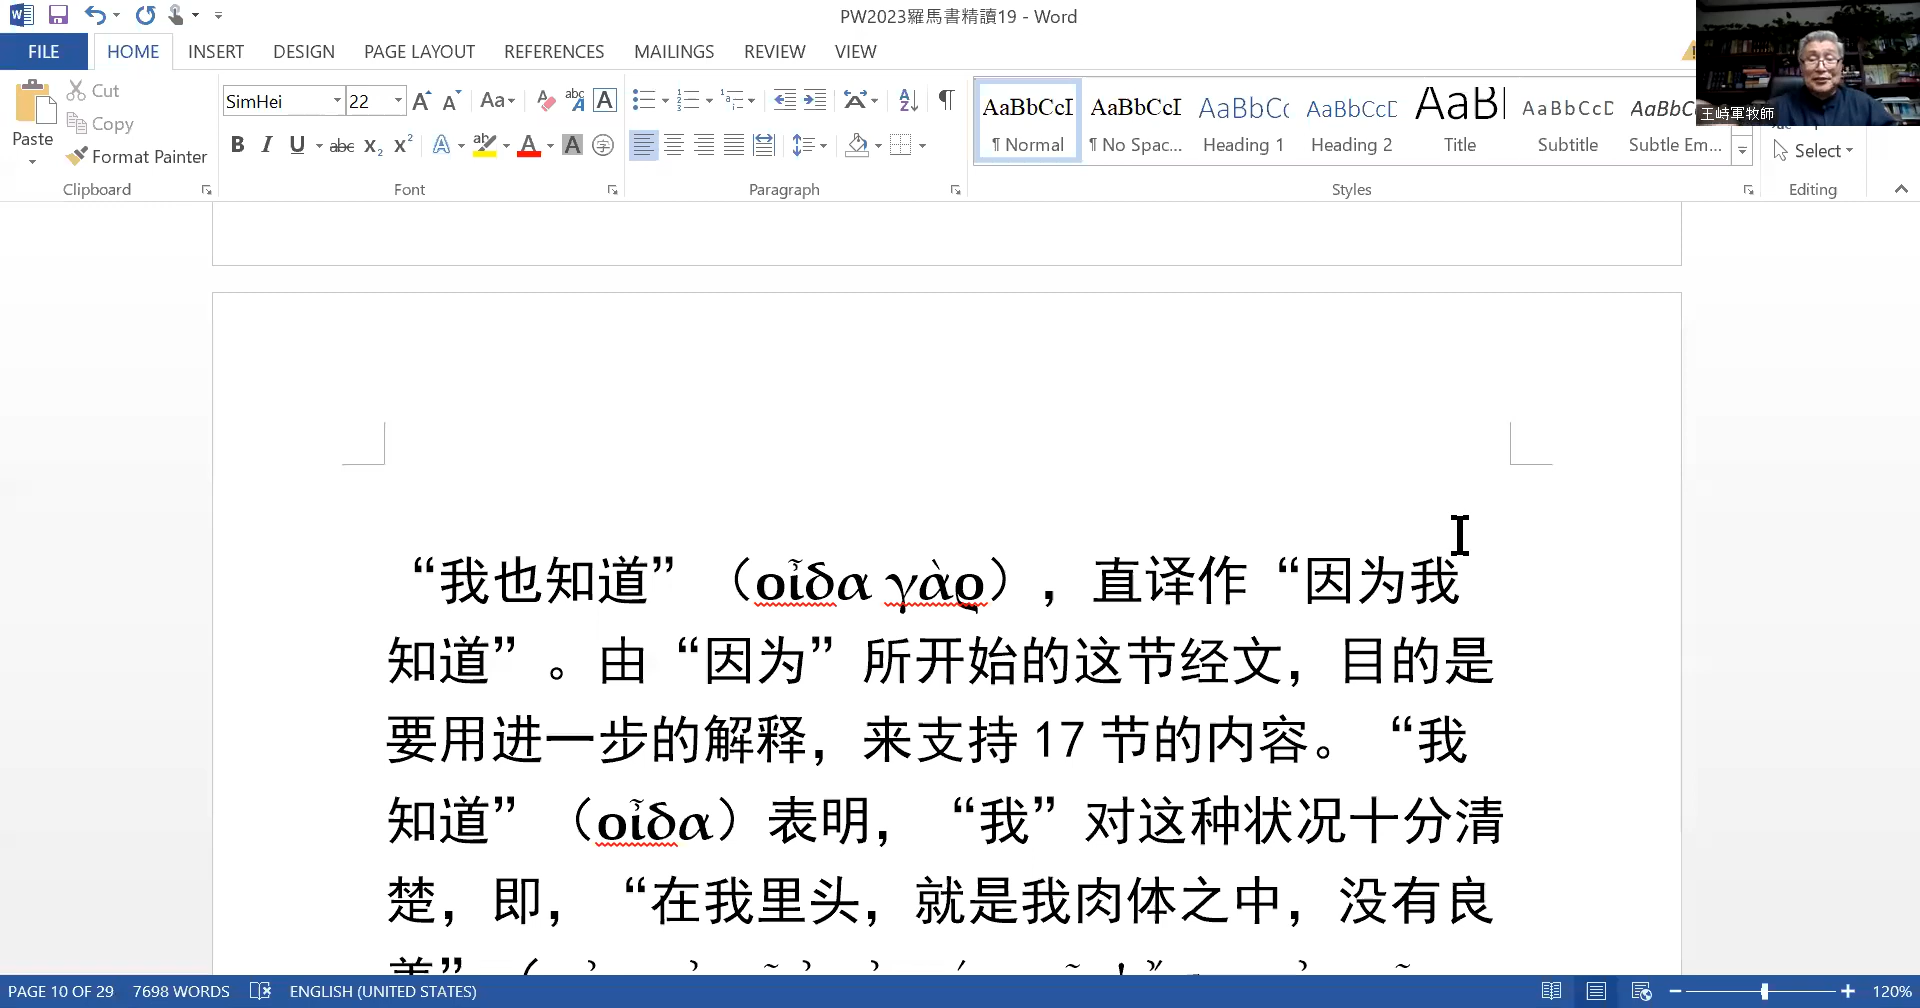 PW2023羅馬書精讀19 - Word
FILE HOME INSERT DESIGN PAGE LAYOUT REFERENCES MAILINGS REVIEW VIEW
王峙軍牧師
Paste
Cut
Copy
Format Painter
Clipboard
SimHei 22
Font
Paragraph
AaBbCcI AaBbCcI AaBbCc AaBbCcD AaBl AaBbCcD AaBbC
¶ Normal ¶ No Spac... Heading 1 Heading 2 Title Subtitle Subtle Em...
Styles
Select
Editing
“我也知道”（οἶδα γὰρ），直译作“因为我
知道”。由“因为”所开始的这节经文，目的是
要用进一步的解释，来支持 17 节的内容。“我
知道”（οἶδα）表明，“我”对这种状况十分清
楚，即，“在我里头，就是我肉体之中，没有良
PAGE 10 OF 29 7698 WORDS ENGLISH (UNITED STATES) 120%